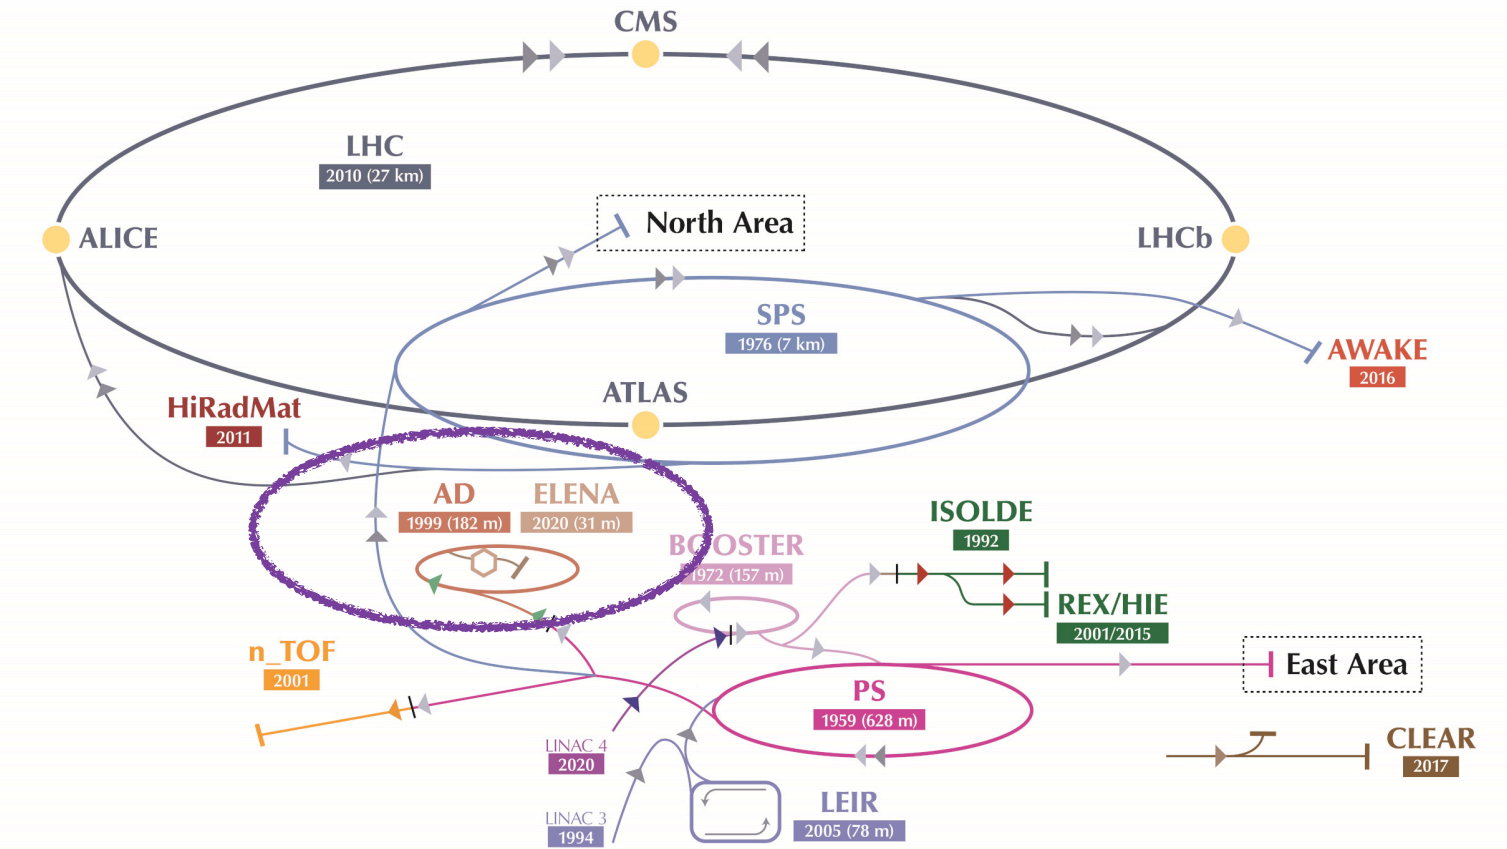 CMS
LHC
2010 (27 km)
North Area
ALICE
LHCb
SPS
1976 (7 km)
AWAKE
2016
ATLAS
HiRadMat
2011
AD
1999 (182 m)
ELENA
2020 (31 m)
ISOLDE
1992
BOOSTER
1972 (157 m)
REX/HIE
2001/2015
n_TOF
2001
East Area
PS
1959 (628 m)
LINAC 4
2020
CLEAR
2017
LEIR
2005 (78 m)
LINAC 3
1994